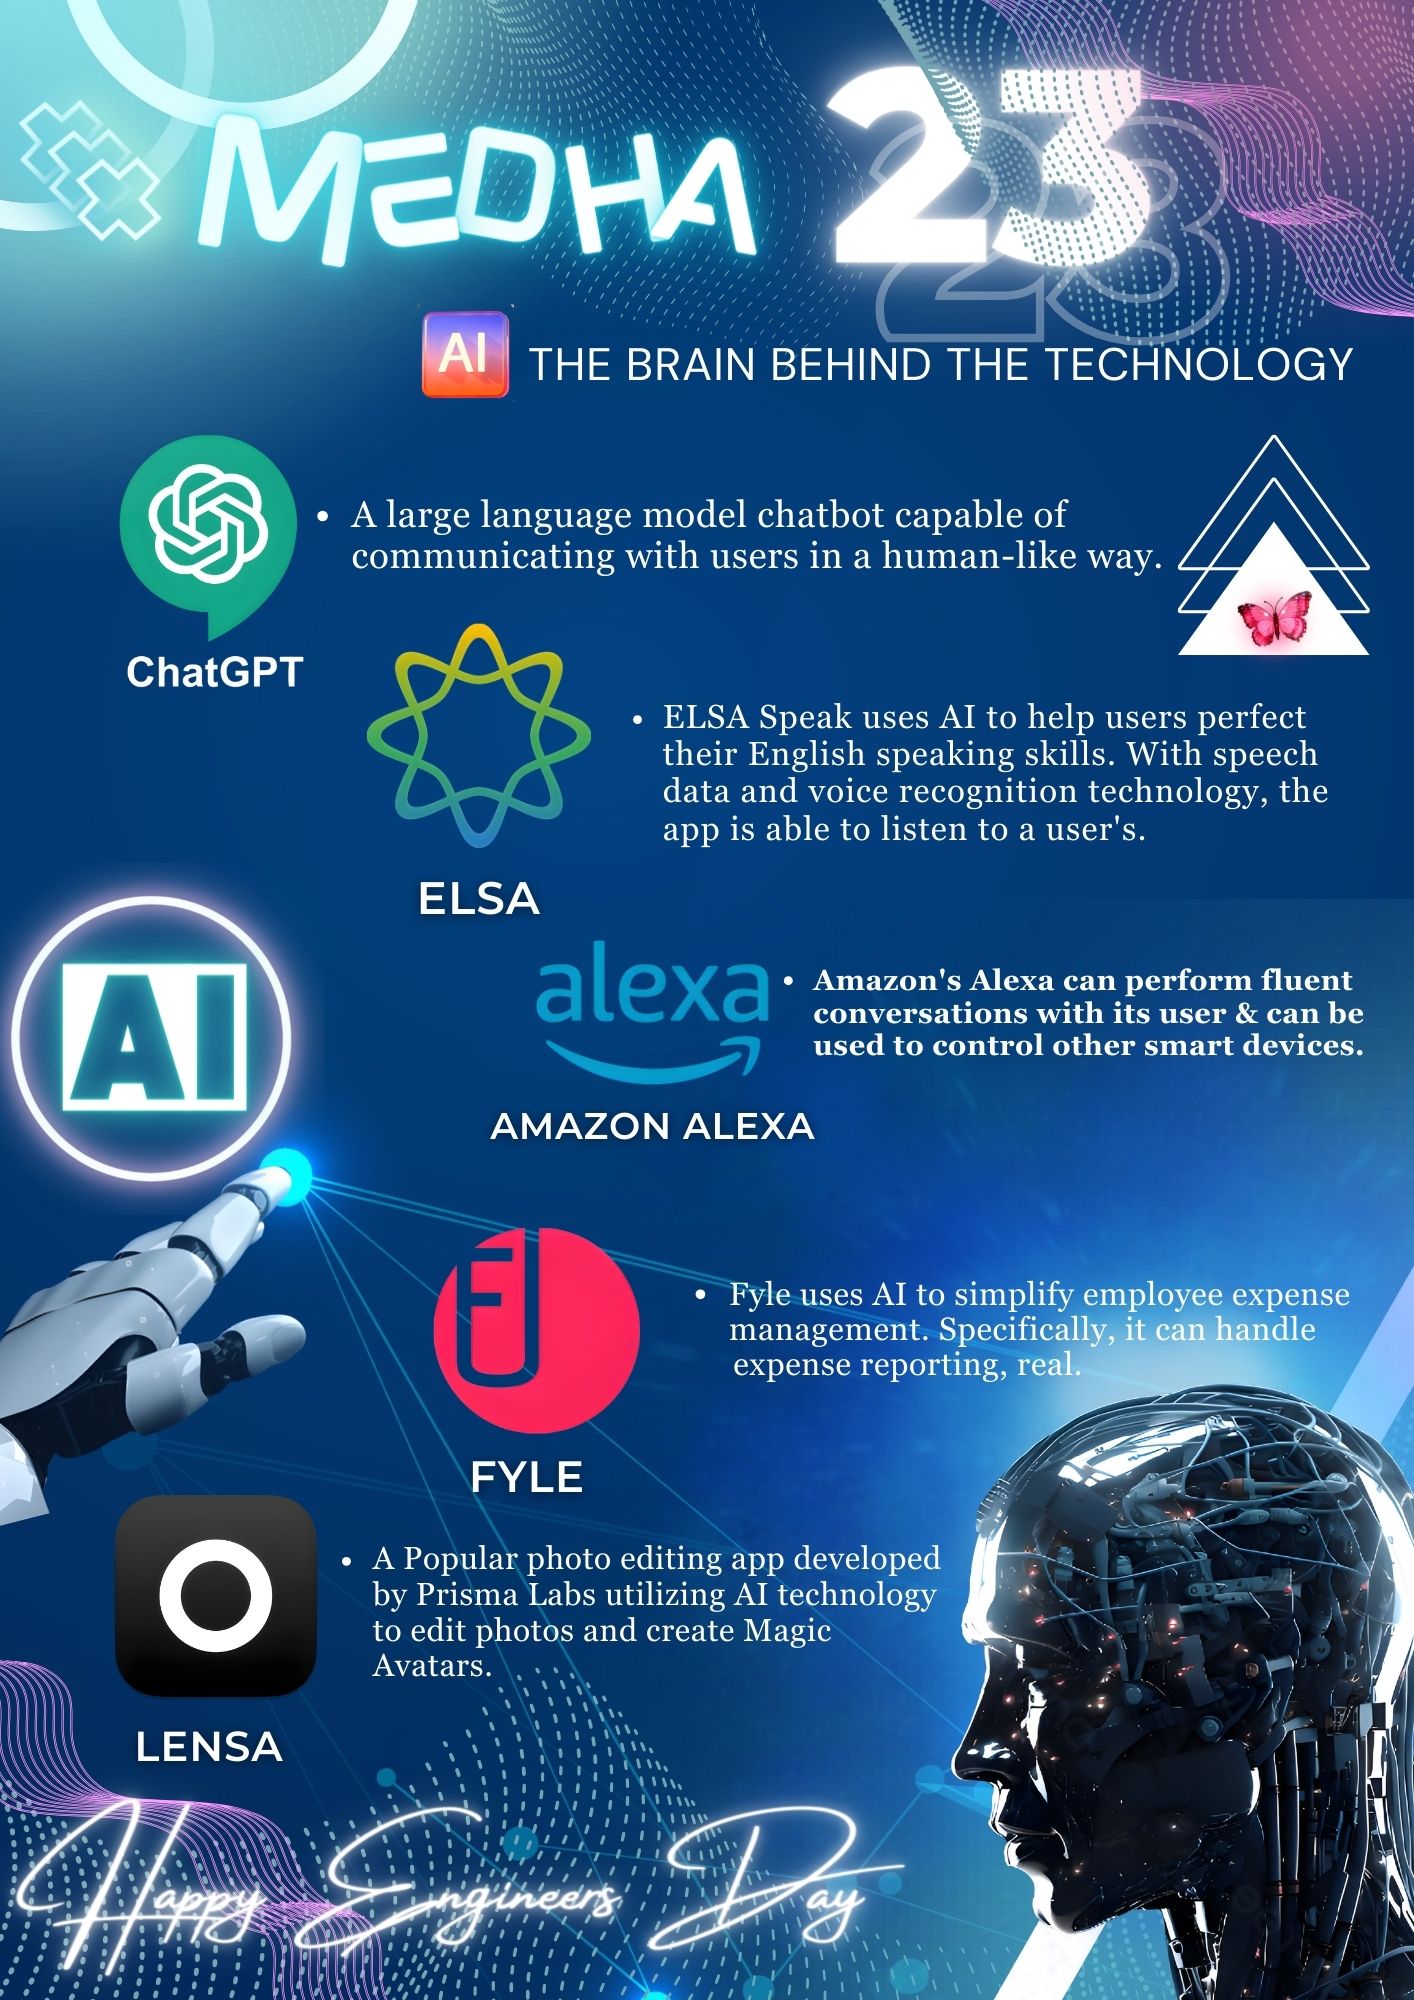 MEDHA 23
23
AI THE BRAIN BEHIND THE TECHNOLOGY
• A large language model chatbot capable of
communicating with users in a human-like way.
ChatGPT
• ELSA Speak uses AI to help users perfect
their English speaking skills. With speech
data and voice recognition technology, the
app is able to listen to a user's.
ELSA
AI
alexa
• Amazon's Alexa can perform fluent
conversations with its user & can be
used to control other smart devices.
AMAZON ALEXA
• Fyle uses AI to simplify employee expense
management. Specifically, it can handle
expense reporting, real.
FYLE
• A Popular photo editing app developed
by Prisma Labs utilizing AI technology
to edit photos and create Magic
Avatars.
LENSA
Happy Engineers Day